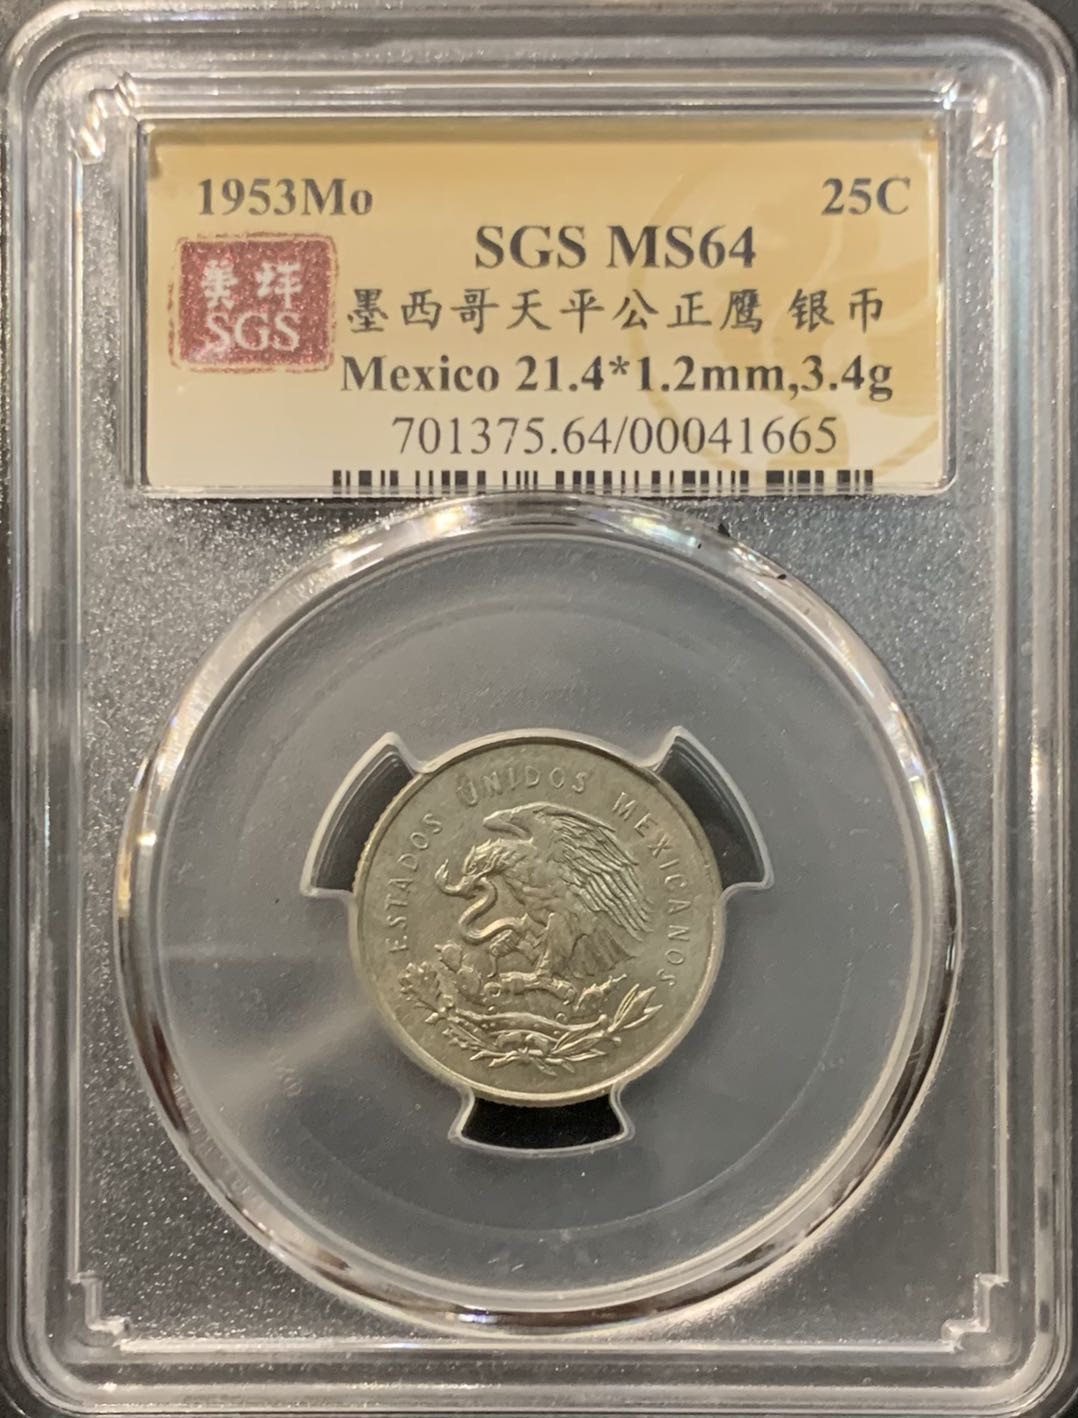 1953Mo 25C
SGS MS64
美坪
SGS
墨西哥天平公正鹰 银币
Mexico 21.4*1.2mm,3.4g
701375.64/00041665
ESTADOS UNIDOS MEXICANOS